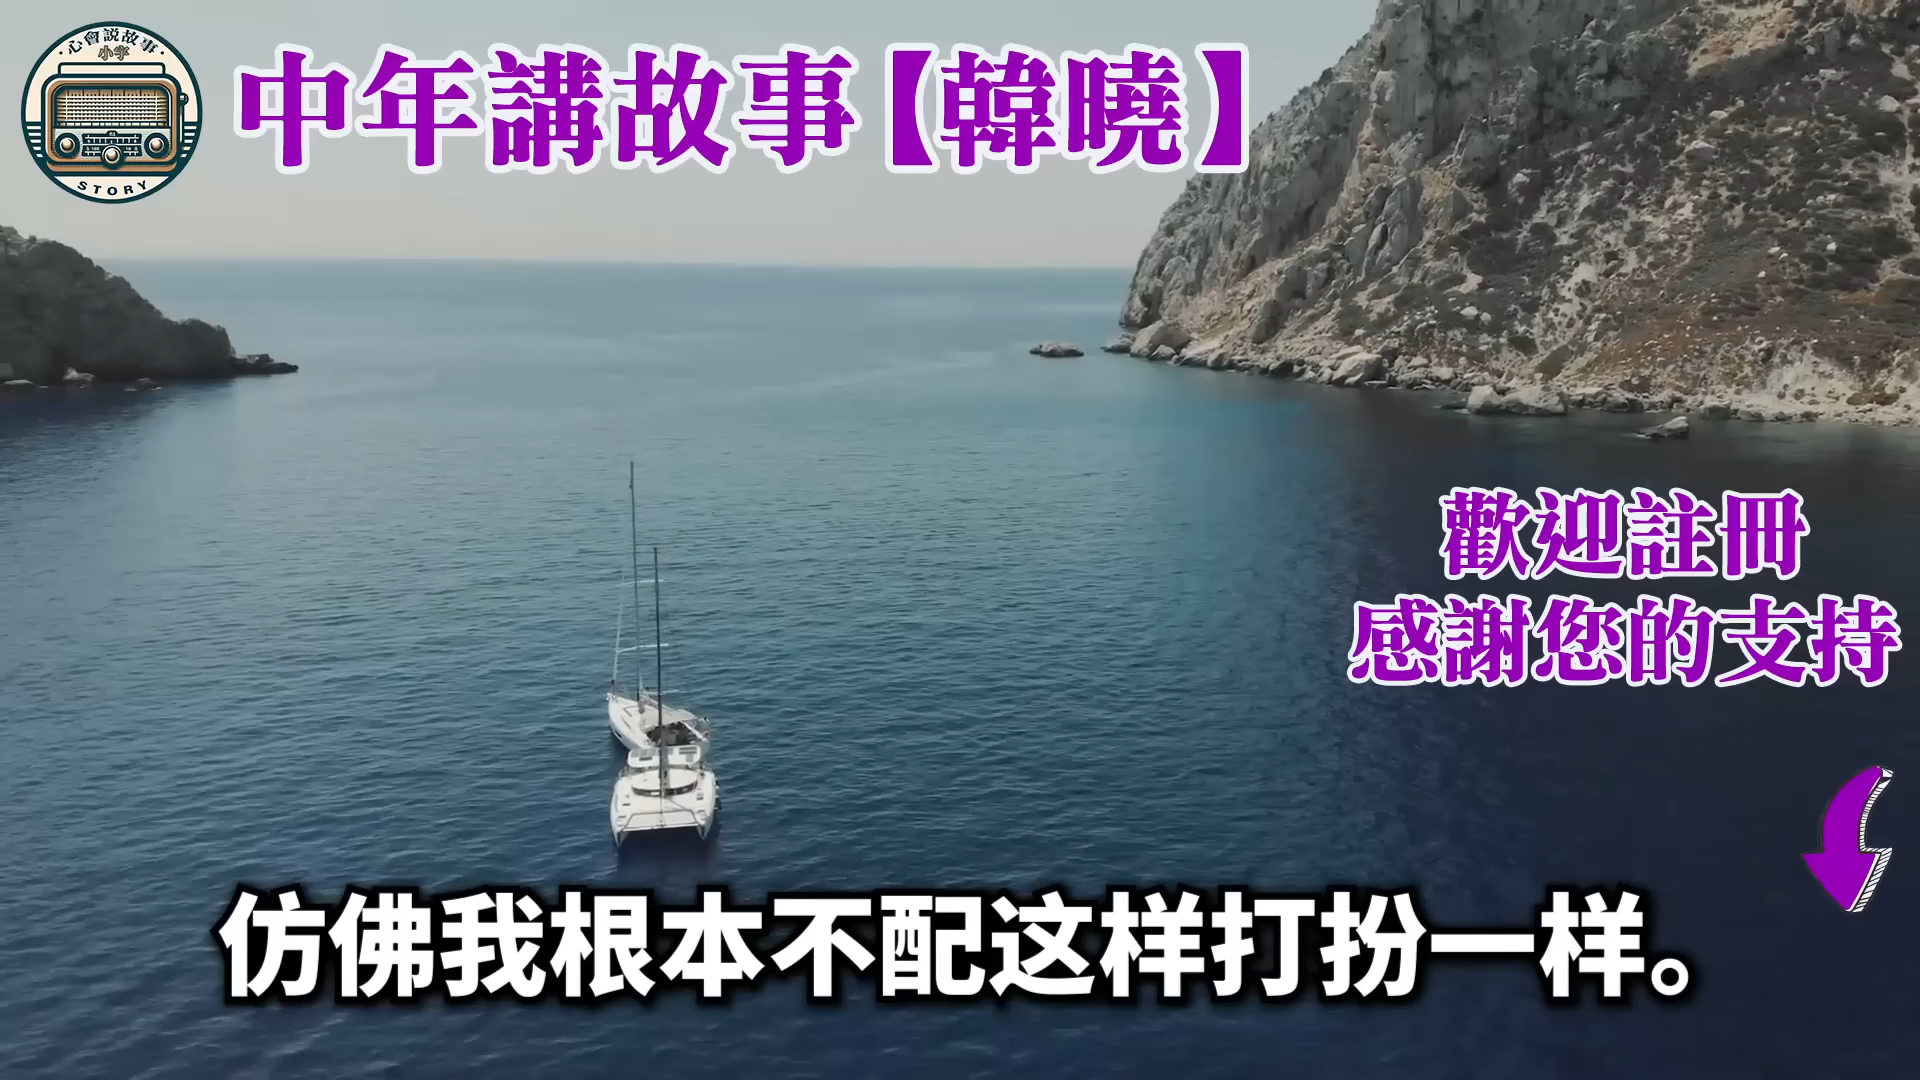 ·心會説故事·
小宇
STORY
中年講故事【韓曉】
歡迎註冊
感謝您的支持
仿佛我根本不配这样打扮一样。